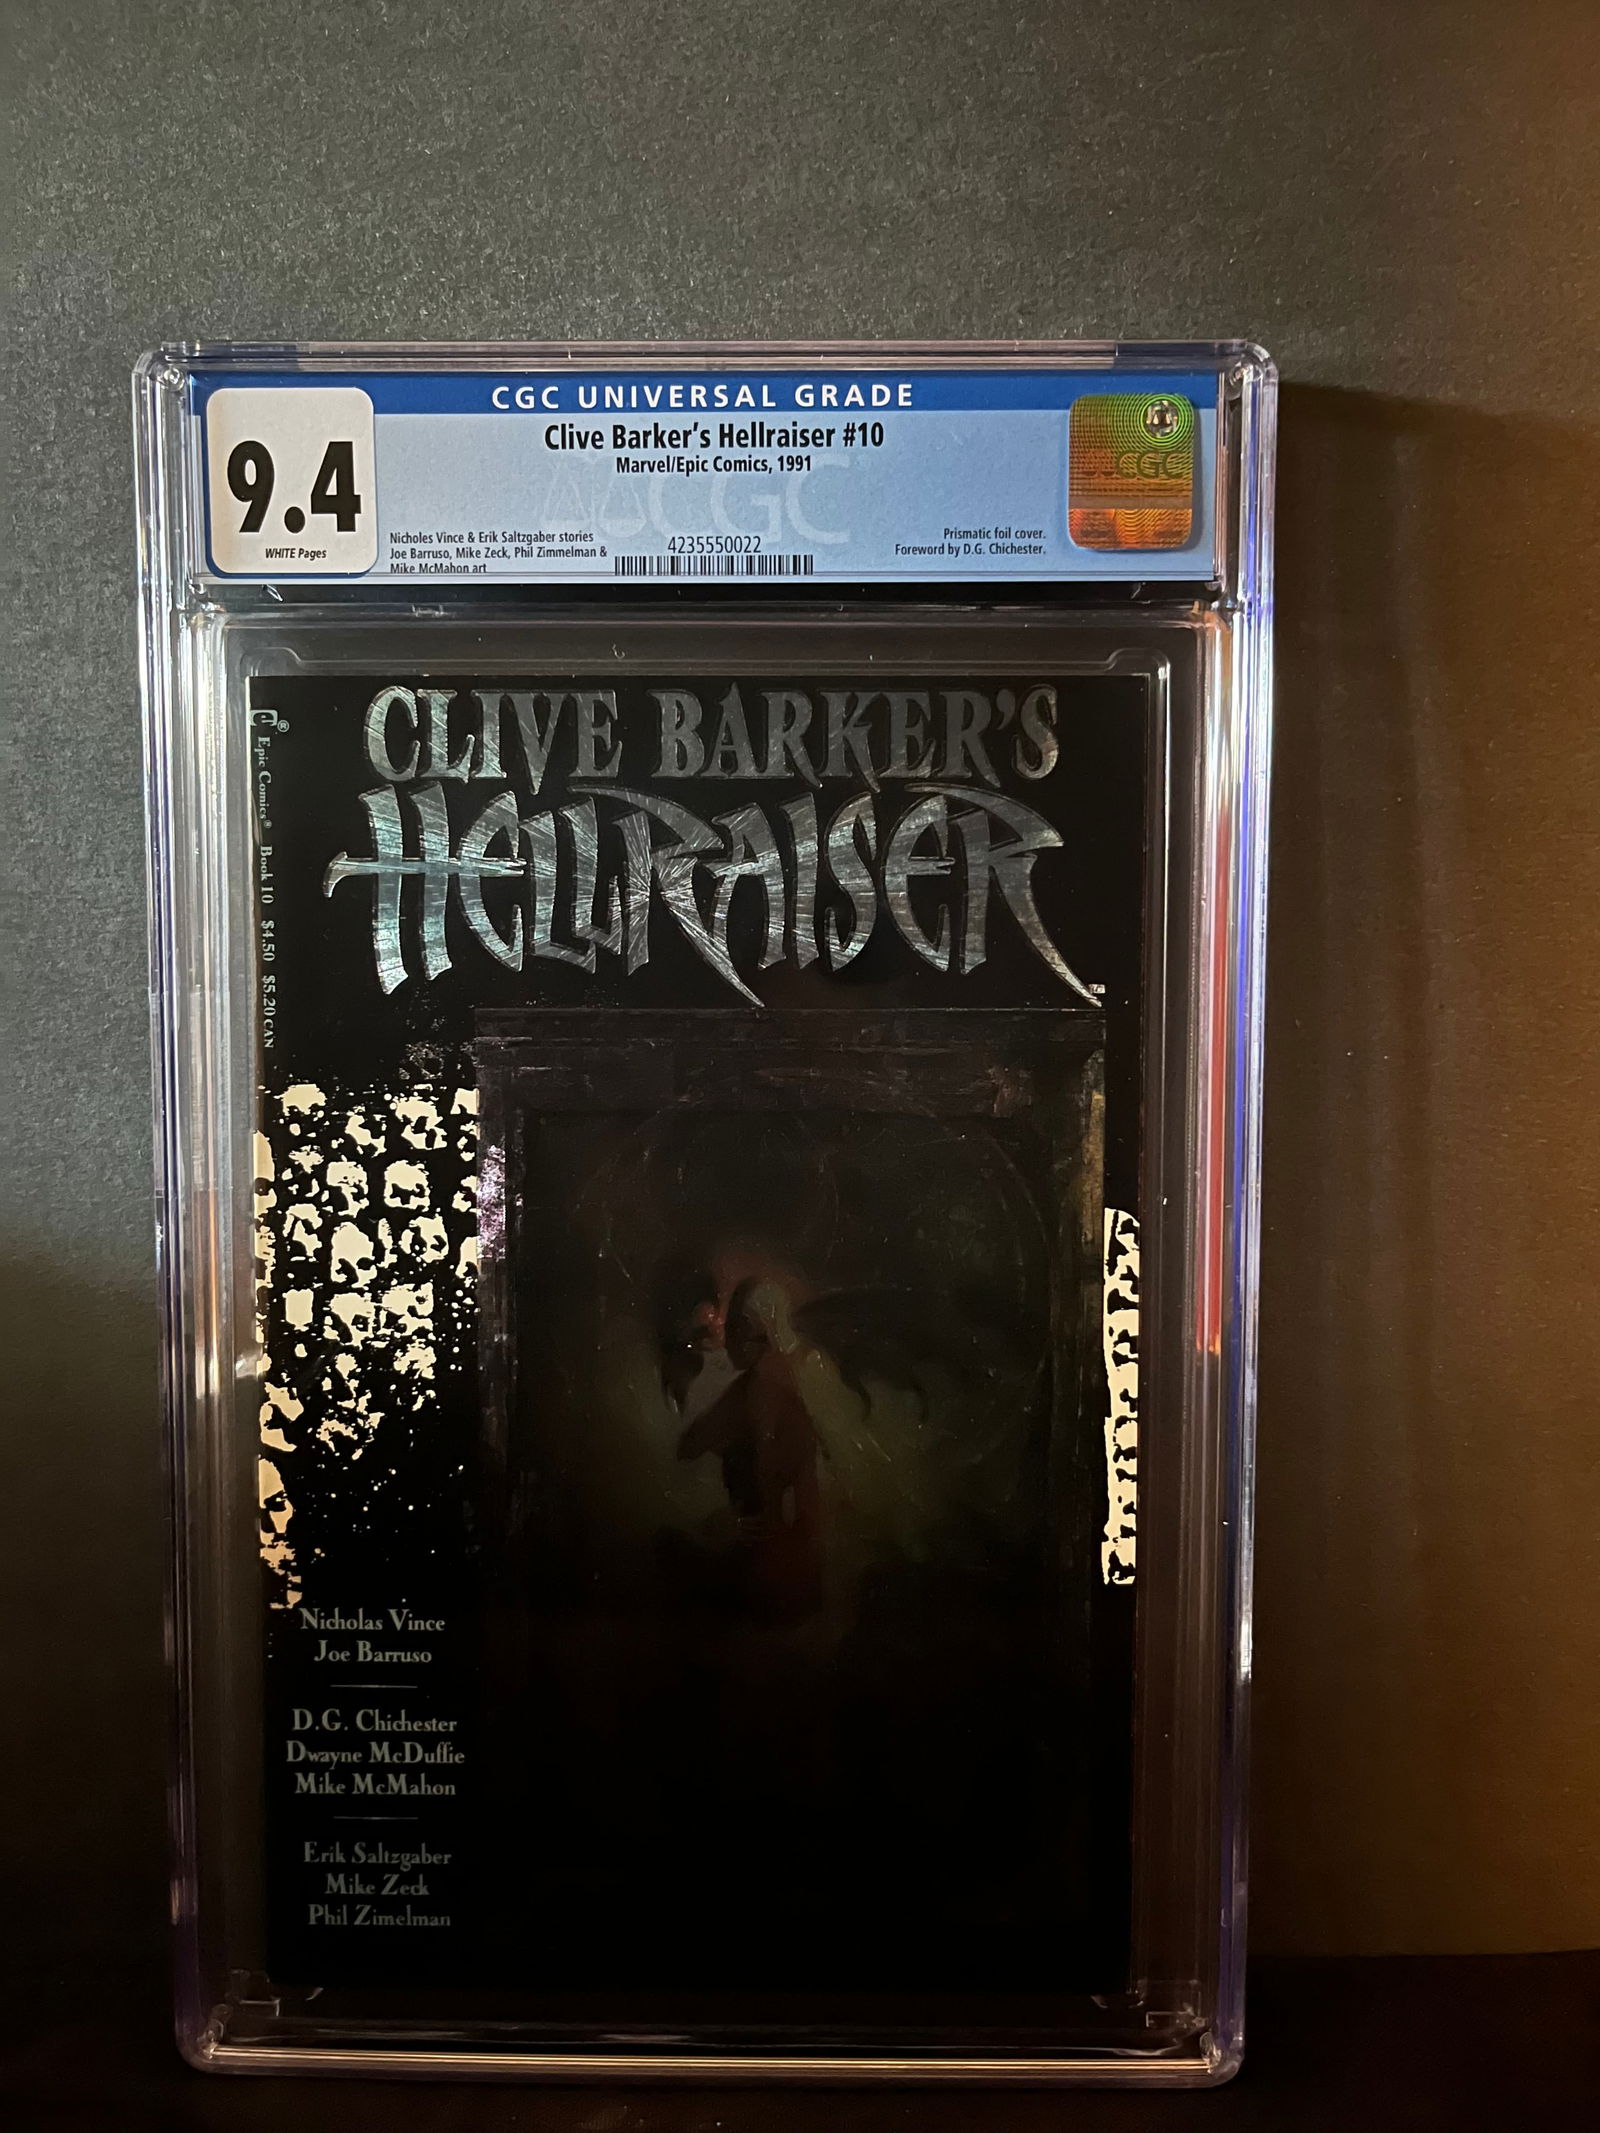 CGC UNIVERSAL GRADE
9.4
WHITE Pages
Clive Barker's Hellraiser #10
Marvel/Epic Comics, 1991
CGC
CGC
Nicholes Vince & Erik Saltzgaber stories
Joe Barruso, Mike Zeck, Phil Zimmelman &
Mike McMahon art
4235550022
Prismatic foil cover.
Foreword by D.G. Chichester.
CLIVE BARKER'S
HELLRAISER
Epic Comics® Book 10 $4.50 $5.20 CAN
Nicholas Vince
Joe Barruso
D.G. Chichester
Dwayne McDuffie
Mike McMahon
Erik Saltzgaber
Mike Zeck
Phil Zimelman